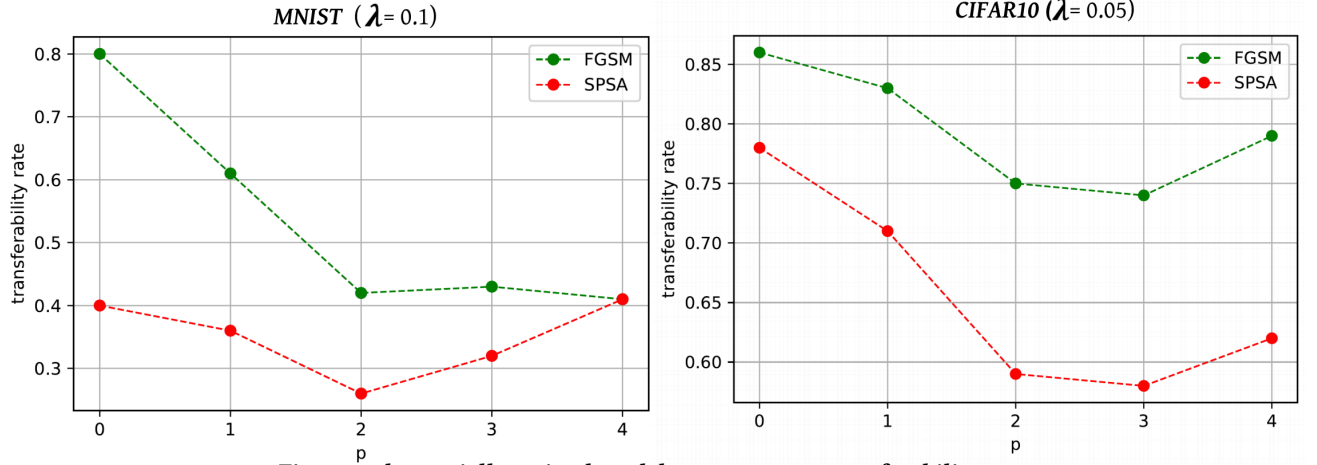 MNIST (λ= 0.1)
0.8
0.7
0.6
0.5
0.4
0.3
transferability rate
0 1 2 3 4
p
FGSM
SPSA
CIFAR10 (λ= 0.05)
0.85
0.80
0.75
0.70
0.65
0.60
transferability rate
0 1 2 3 4
p
FGSM
SPSA